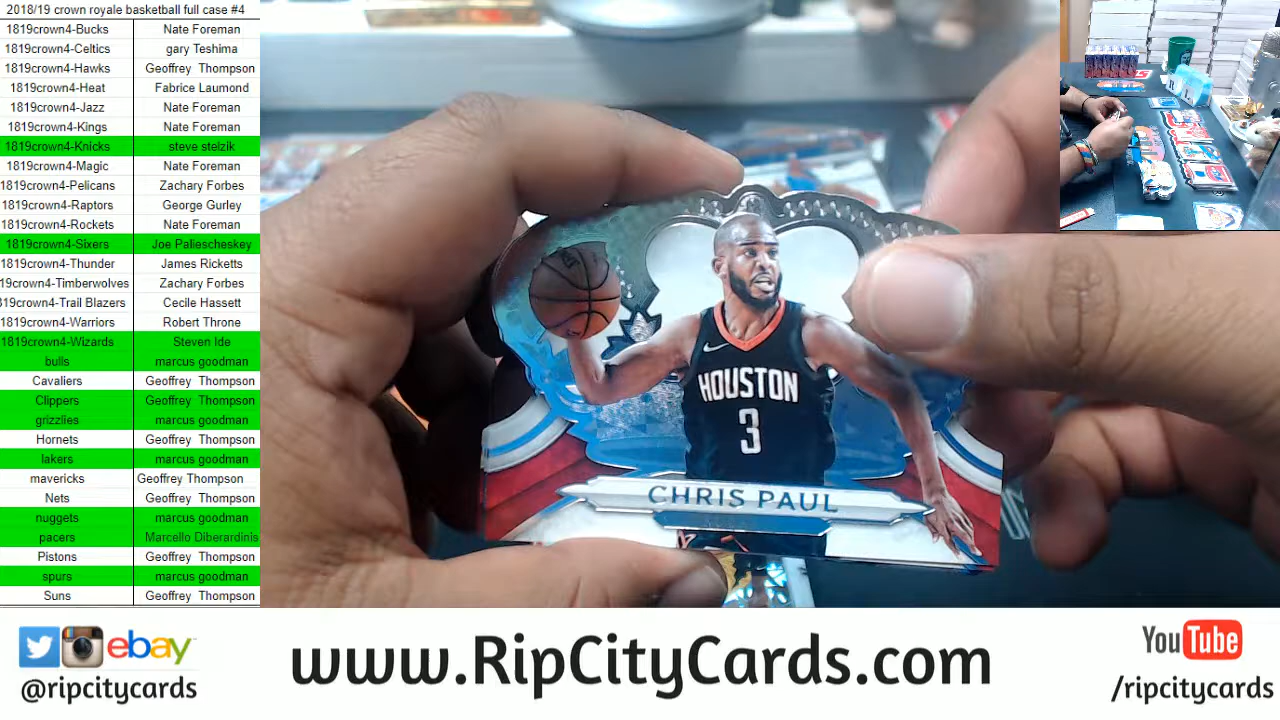 2018/19 crown royale basketball full case #4
1819crown4-Bucks Nate Foreman
1819crown4-Celtics gary Teshima
1819crown4-Hawks Geoffrey Thompson
1819crown4-Heat Fabrice Laumond
1819crown4-Jazz Nate Foreman
1819crown4-Kings Nate Foreman
1819crown4-Knicks steve stelzik
1819crown4-Magic Nate Foreman
1819crown4-Pelicans Zachary Forbes
1819crown4-Raptors George Gurley
1819crown4-Rockets Nate Foreman
1819crown4-Sixers Joe Paliescheskey
1819crown4-Thunder James Ricketts
19crown4-Timberwolves Zachary Forbes
819crown4-Trail Blazers Cecile Hassett
1819crown4-Warriors Robert Throne
1819crown4-Wizards Steven Ide
bulls marcus goodman
Cavaliers Geoffrey Thompson
Clippers Geoffrey Thompson
grizzlies marcus goodman
Hornets Geoffrey Thompson
lakers marcus goodman
mavericks Geoffrey Thompson
Nets Geoffrey Thompson
nuggets marcus goodman
pacers Marcello Diberardinis
Pistons Geoffrey Thompson
spurs marcus goodman
Suns Geoffrey Thompson
HOUSTON
3
CHRIS PAUL
ebay
@ripcitycards
www.RipCityCards.com
YouTube
/ripcitycards